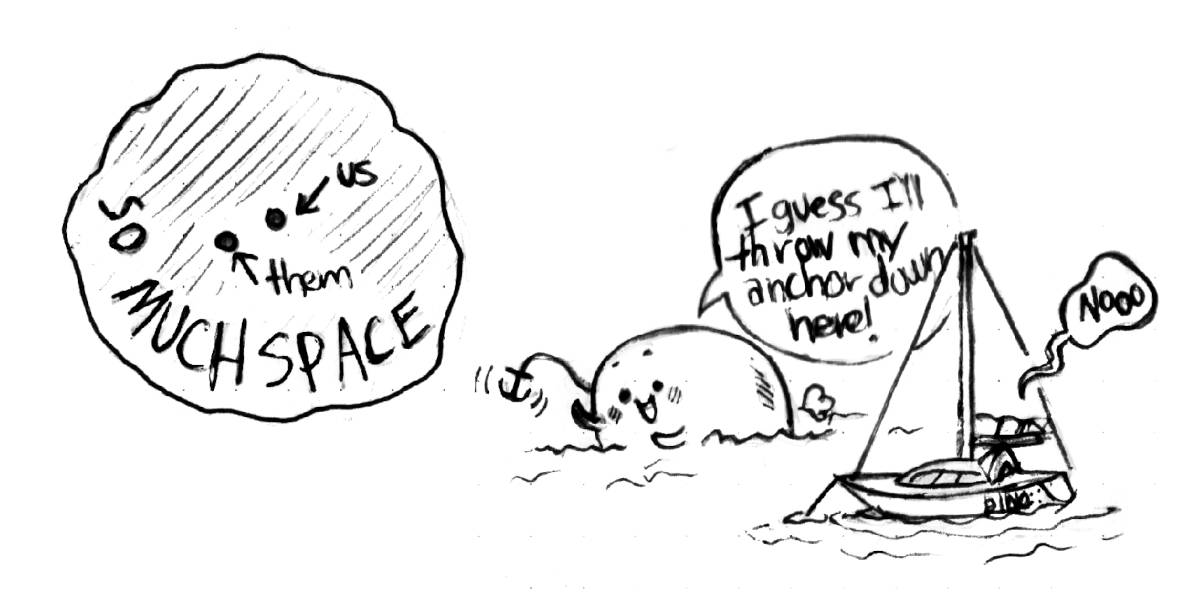 us
them
SO
MUCH SPACE
I guess I'll
throw my
anchor down
here!
NOOO
PINO